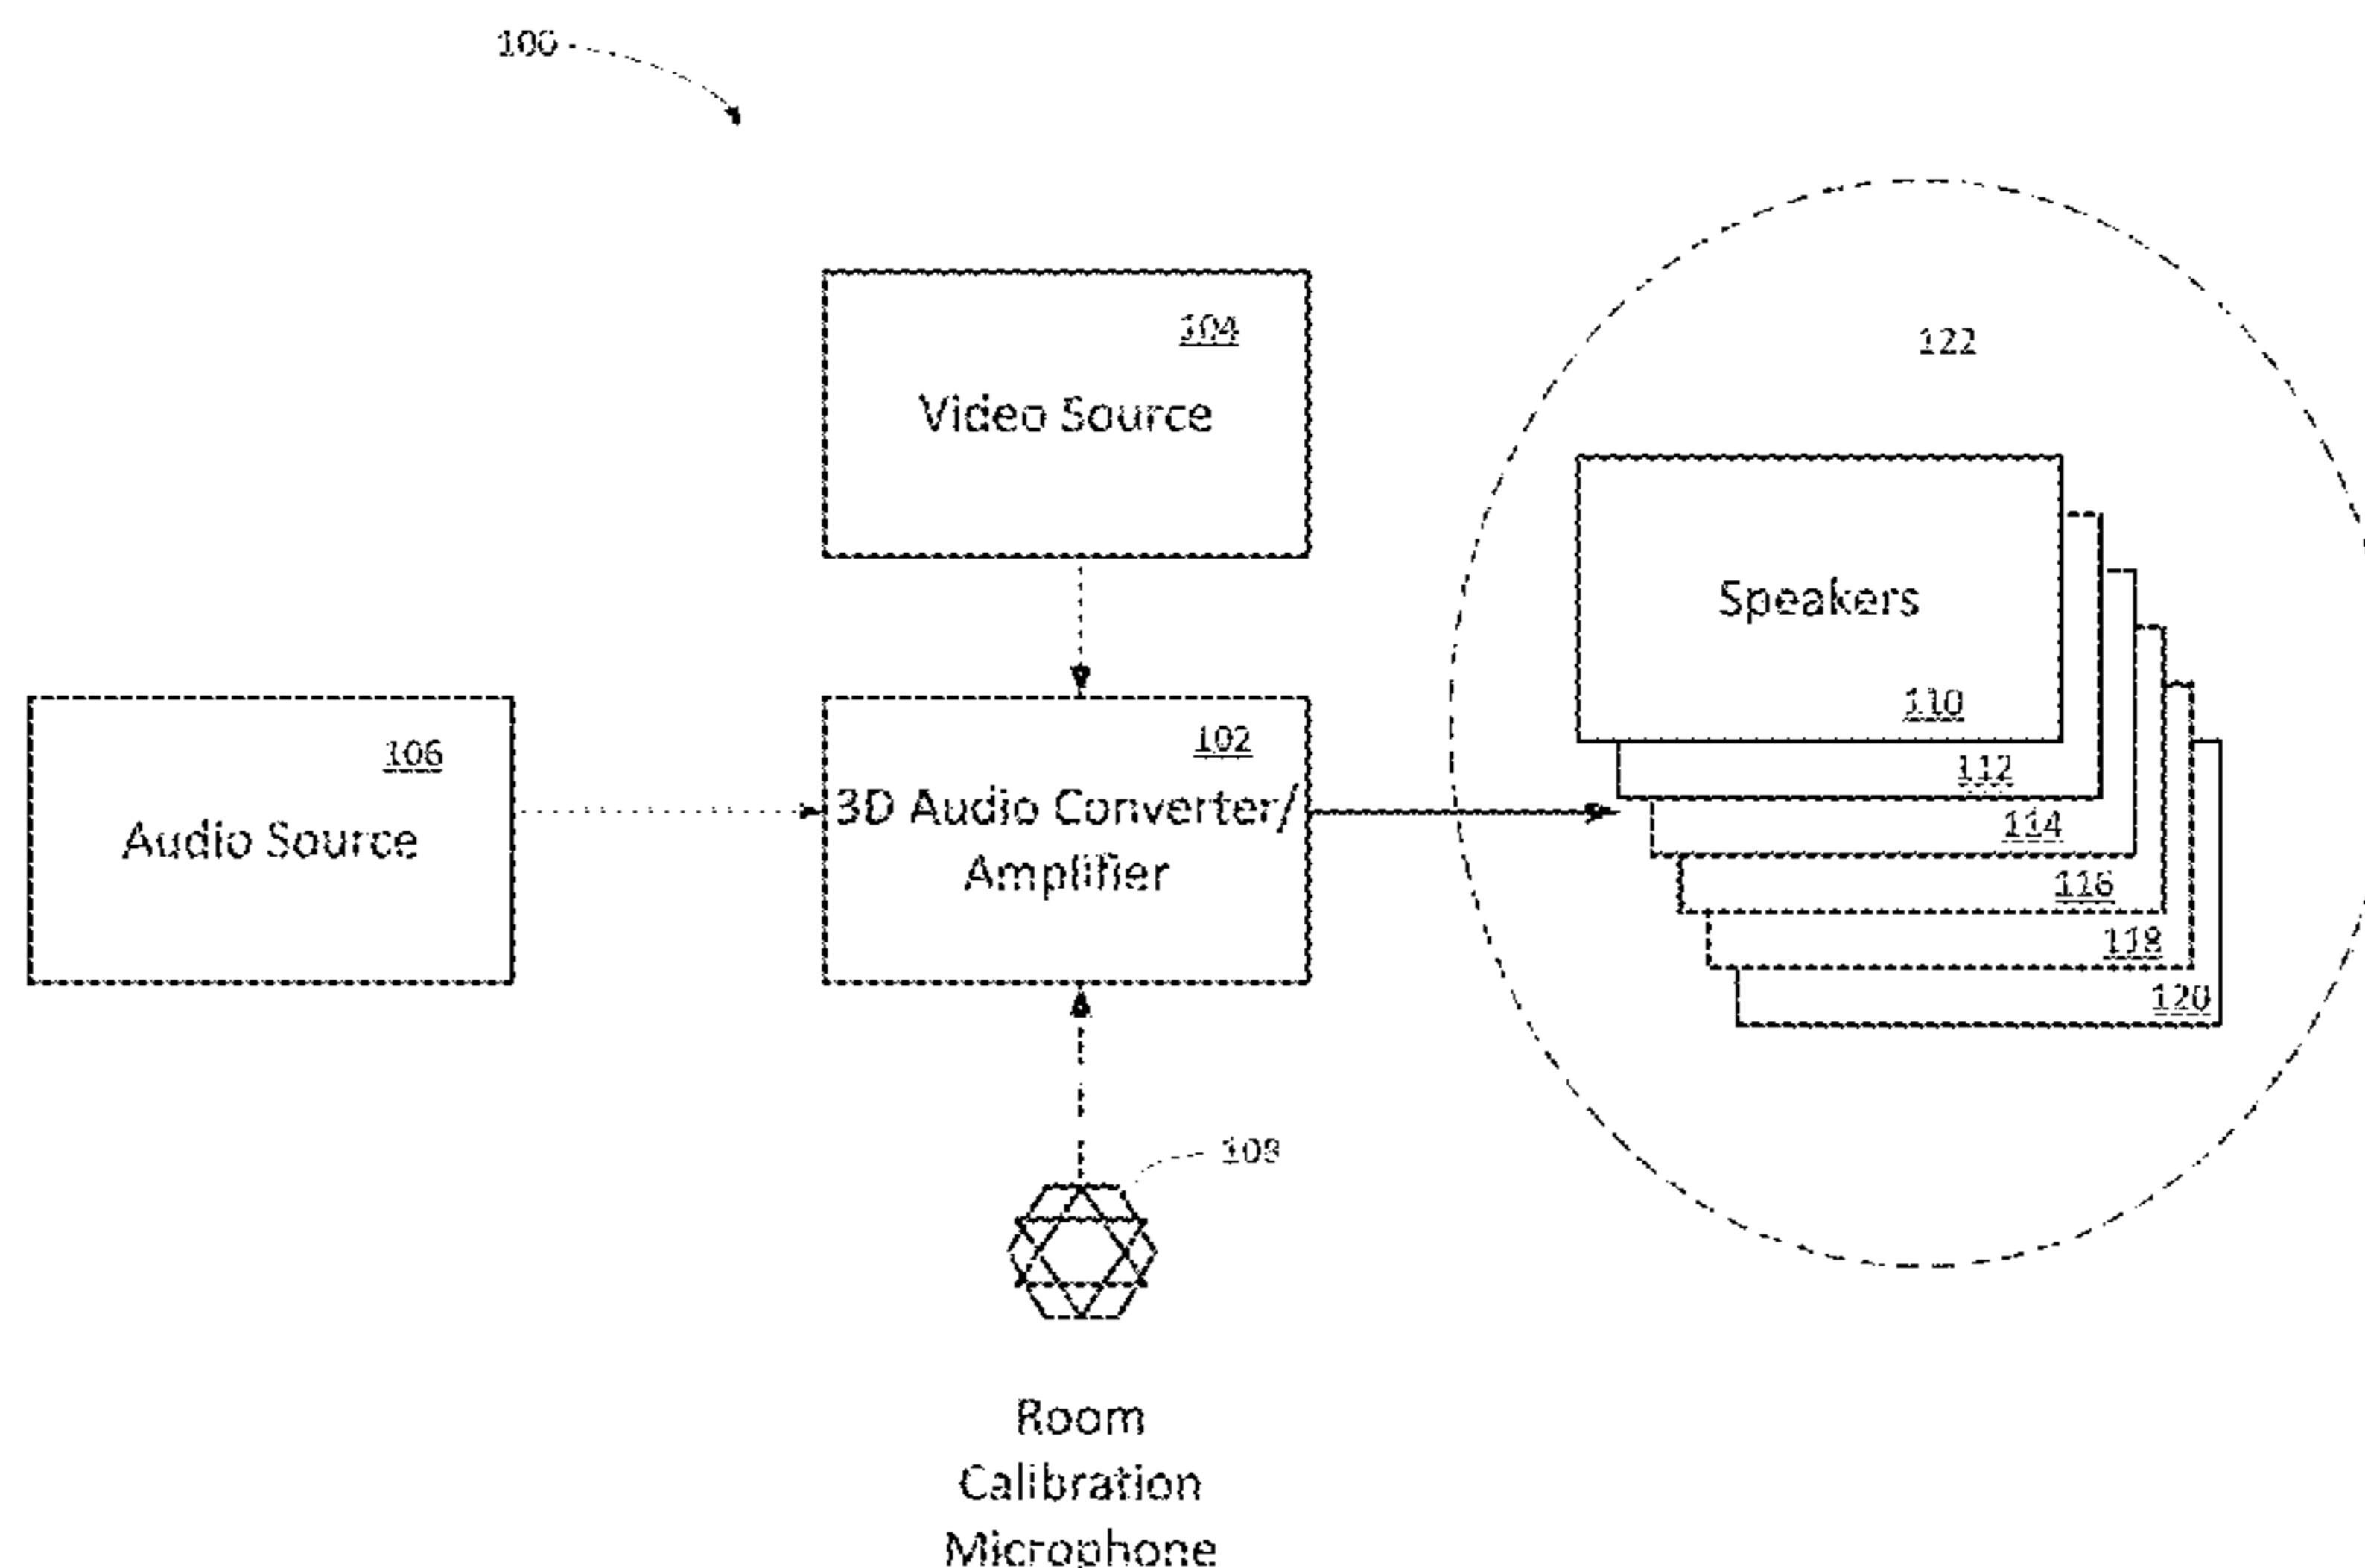 100
104
Video Source
122
Speakers
110
112
114
116
118
120
106
Audio Source
102
3D Audio Converter/
Amplifier
108
Room
Calibration
Microphone